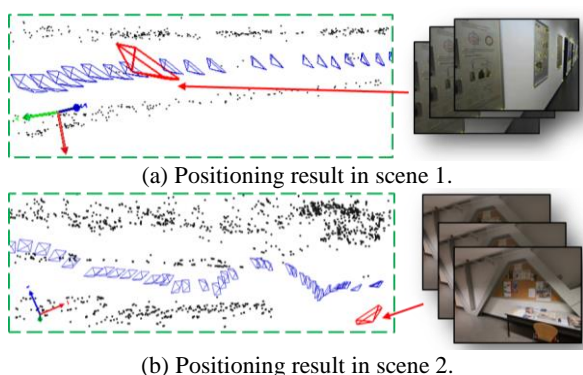 (a) Positioning result in scene 1.
(b) Positioning result in scene 2.